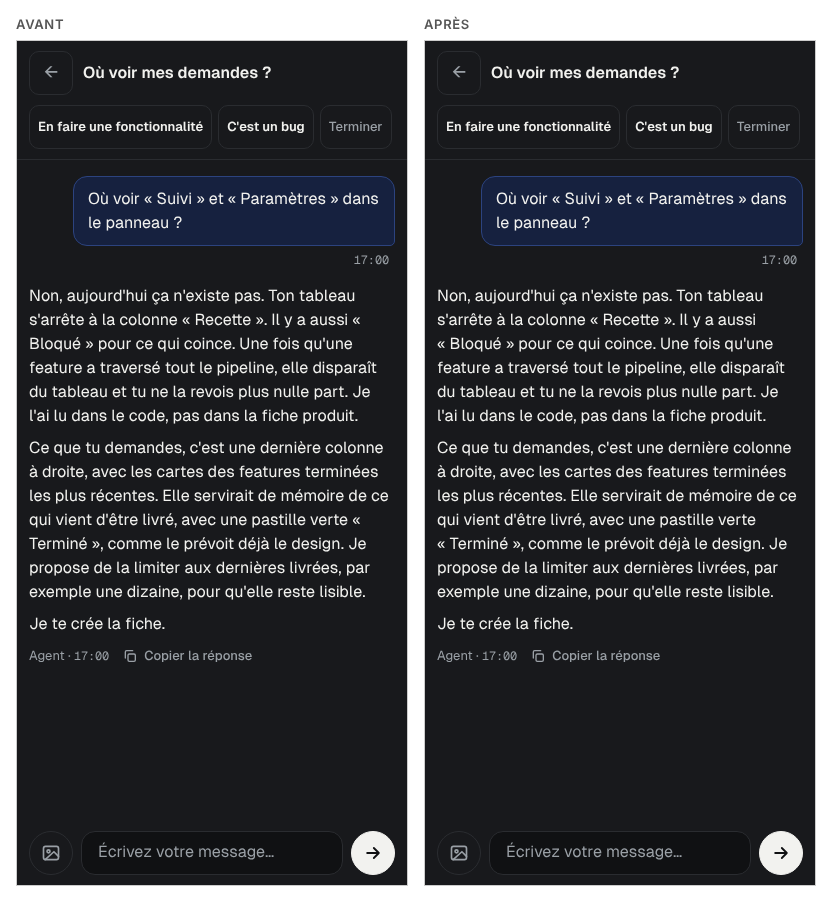 AVANT
Où voir mes demandes ?
En faire une fonctionnalité
C'est un bug
Terminer
Où voir « Suivi » et « Paramètres » dans
le panneau ?
17:00
Non, aujourd'hui ça n'existe pas. Ton tableau
s'arrête à la colonne « Recette ». Il y a aussi «
Bloqué » pour ce qui coince. Une fois qu'une
feature a traversé tout le pipeline, elle disparaît
du tableau et tu ne la revois plus nulle part. Je
l'ai lu dans le code, pas dans la fiche produit.
Ce que tu demandes, c'est une dernière colonne
à droite, avec les cartes des features terminées
les plus récentes. Elle servirait de mémoire de ce
qui vient d'être livré, avec une pastille verte «
Terminé », comme le prévoit déjà le design. Je
propose de la limiter aux dernières livrées, par
exemple une dizaine, pour qu'elle reste lisible.
Je te crée la fiche.
Agent · 17:00 Copier la réponse
Écrivez votre message...
APRÈS
Où voir mes demandes ?
En faire une fonctionnalité
C'est un bug
Terminer
Où voir « Suivi » et « Paramètres » dans
le panneau ?
17:00
Non, aujourd'hui ça n'existe pas. Ton tableau
s'arrête à la colonne « Recette ». Il y a aussi
« Bloqué » pour ce qui coince. Une fois qu'une
feature a traversé tout le pipeline, elle disparaît
du tableau et tu ne la revois plus nulle part. Je
l'ai lu dans le code, pas dans la fiche produit.
Ce que tu demandes, c'est une dernière colonne
à droite, avec les cartes des features terminées
les plus récentes. Elle servirait de mémoire de ce
qui vient d'être livré, avec une pastille verte
« Terminé », comme le prévoit déjà le design. Je
propose de la limiter aux dernières livrées, par
exemple une dizaine, pour qu'elle reste lisible.
Je te crée la fiche.
Agent · 17:00 Copier la réponse
Écrivez votre message...